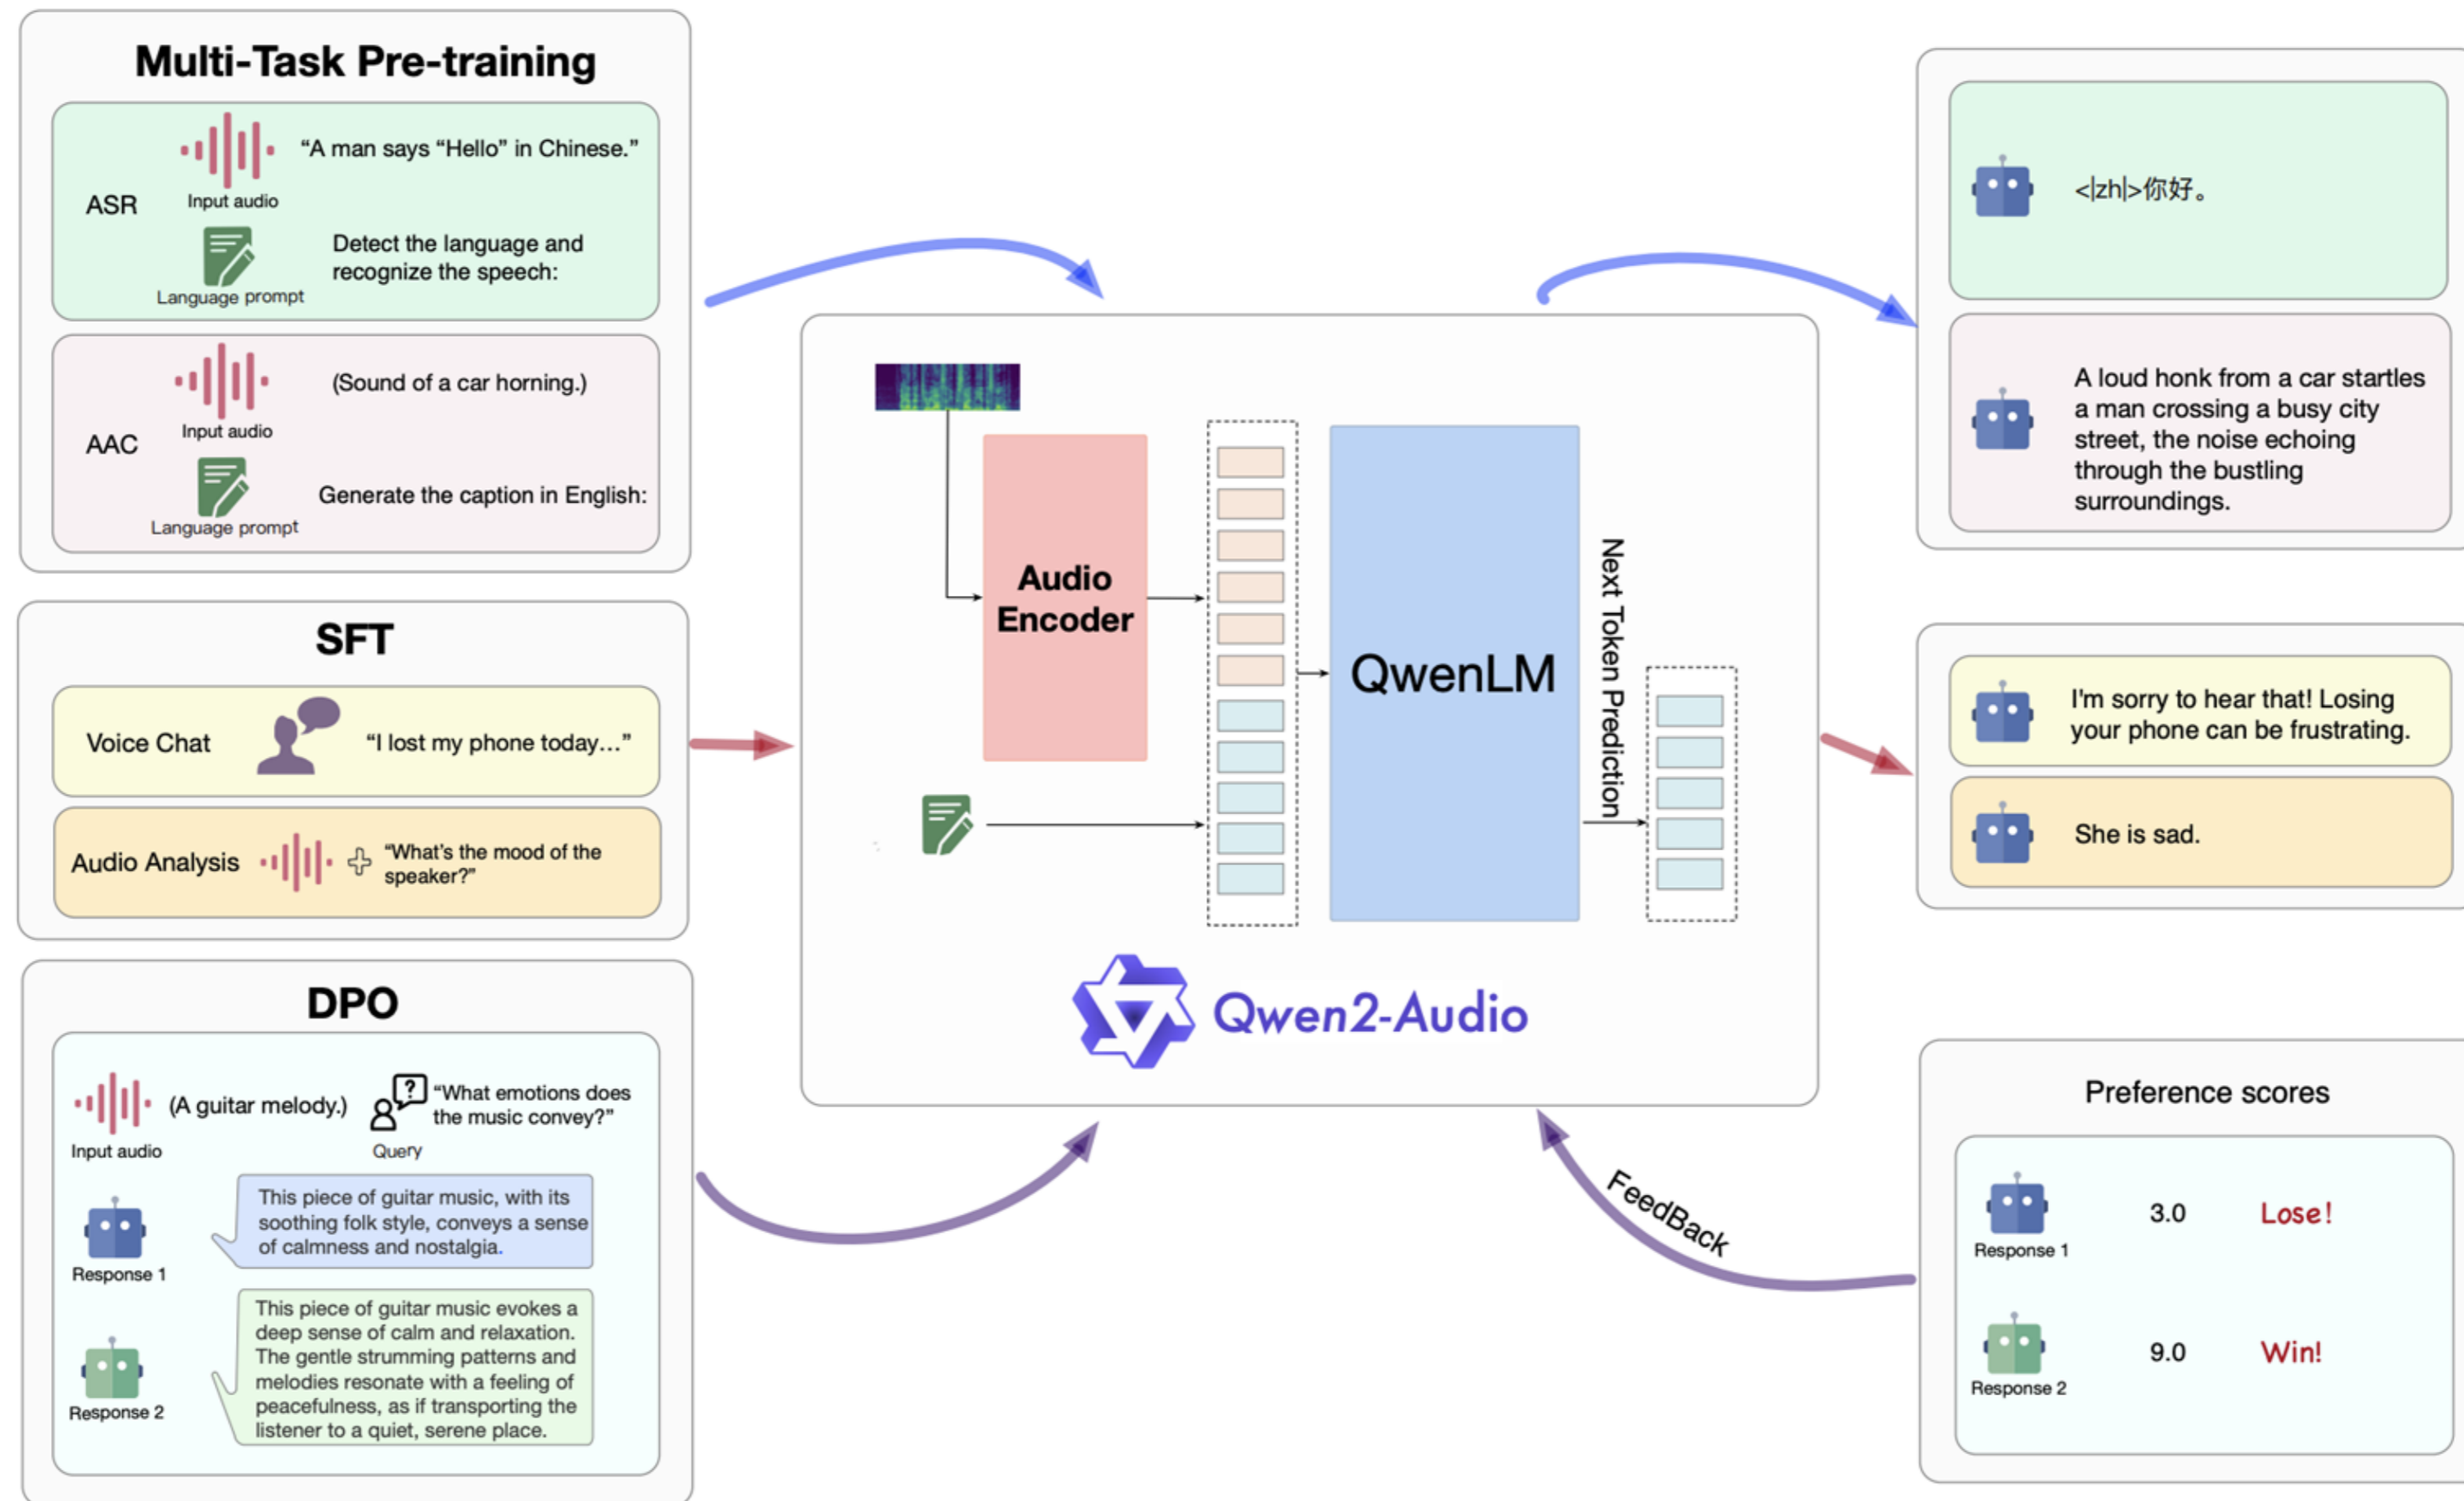 Multi-Task Pre-training
ASR
Input audio
“A man says “Hello” in Chinese.”
Language prompt
Detect the language and
recognize the speech:
AAC
Input audio
(Sound of a car horning.)
Language prompt
Generate the caption in English:
SFT
Voice Chat
“I lost my phone today…”
Audio Analysis
“What’s the mood of the
speaker?”
DPO
Input audio
(A guitar melody.)
Query
“What emotions does
the music convey?”
Response 1
This piece of guitar music, with its
soothing folk style, conveys a sense
of calmness and nostalgia.
Response 2
This piece of guitar music evokes a
deep sense of calm and relaxation.
The gentle strumming patterns and
melodies resonate with a feeling of
peacefulness, as if transporting the
listener to a quiet, serene place.
Audio
Encoder
QwenLM
Next Token Prediction
Qwen2-Audio
<|zh|>你好。
A loud honk from a car startles
a man crossing a busy city
street, the noise echoing
through the bustling
surroundings.
I'm sorry to hear that! Losing
your phone can be frustrating.
She is sad.
FeedBack
Preference scores
Response 1
3.0
Lose!
Response 2
9.0
Win!